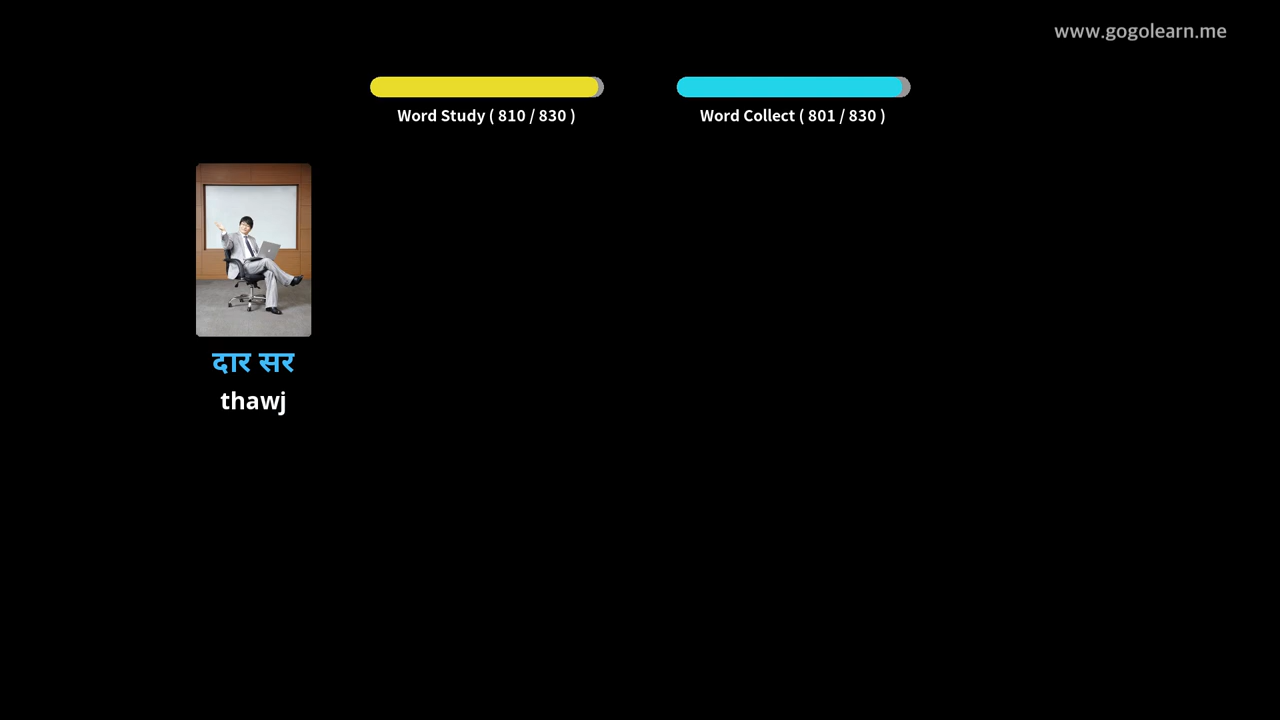 www.gogolearn.me
Word Study ( 810 / 830 )
Word Collect ( 801 / 830 )
दार सर
thawj